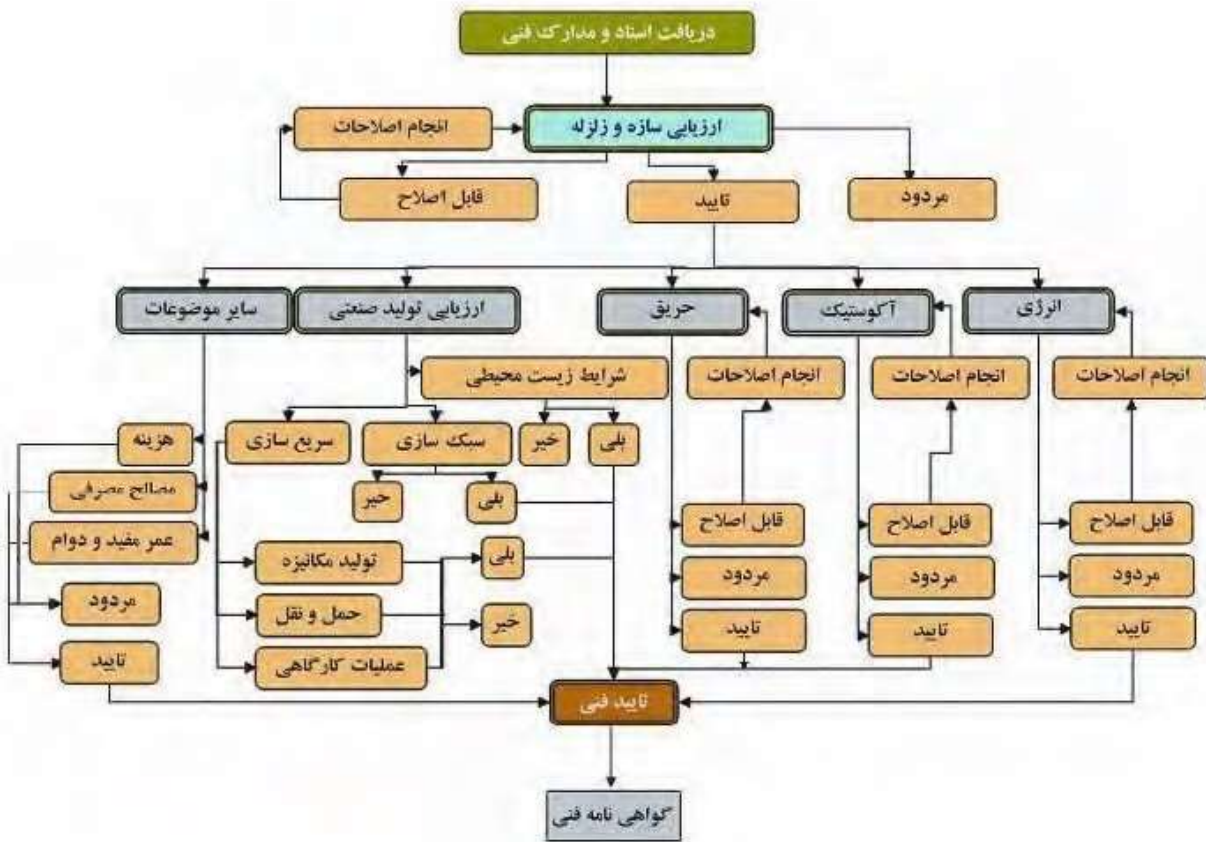 دریافت اسناد و مدارک فنی
ارزیابی سازه و زلزله
انجام اصلاحات
مردود
تایید
قابل اصلاح
انرژی
آکوستیک
حریق
ارزیابی تولید صنعتی
سایر موضوعات
انجام اصلاحات
انجام اصلاحات
انجام اصلاحات
شرایط زیست محیطی
بلی
خیر
سبک سازی
سریع سازی
هزینه
بلی
خیر
مصالح مصرفی
قابل اصلاح
قابل اصلاح
قابل اصلاح
عمر مفید و دوام
بلی
تولید مکانیزه
مردود
مردود
مردود
مردود
خیر
حمل و نقل
تایید
تایید
تایید
عملیات کارگاهی
تایید
تایید فنی
گواهی نامه فنی